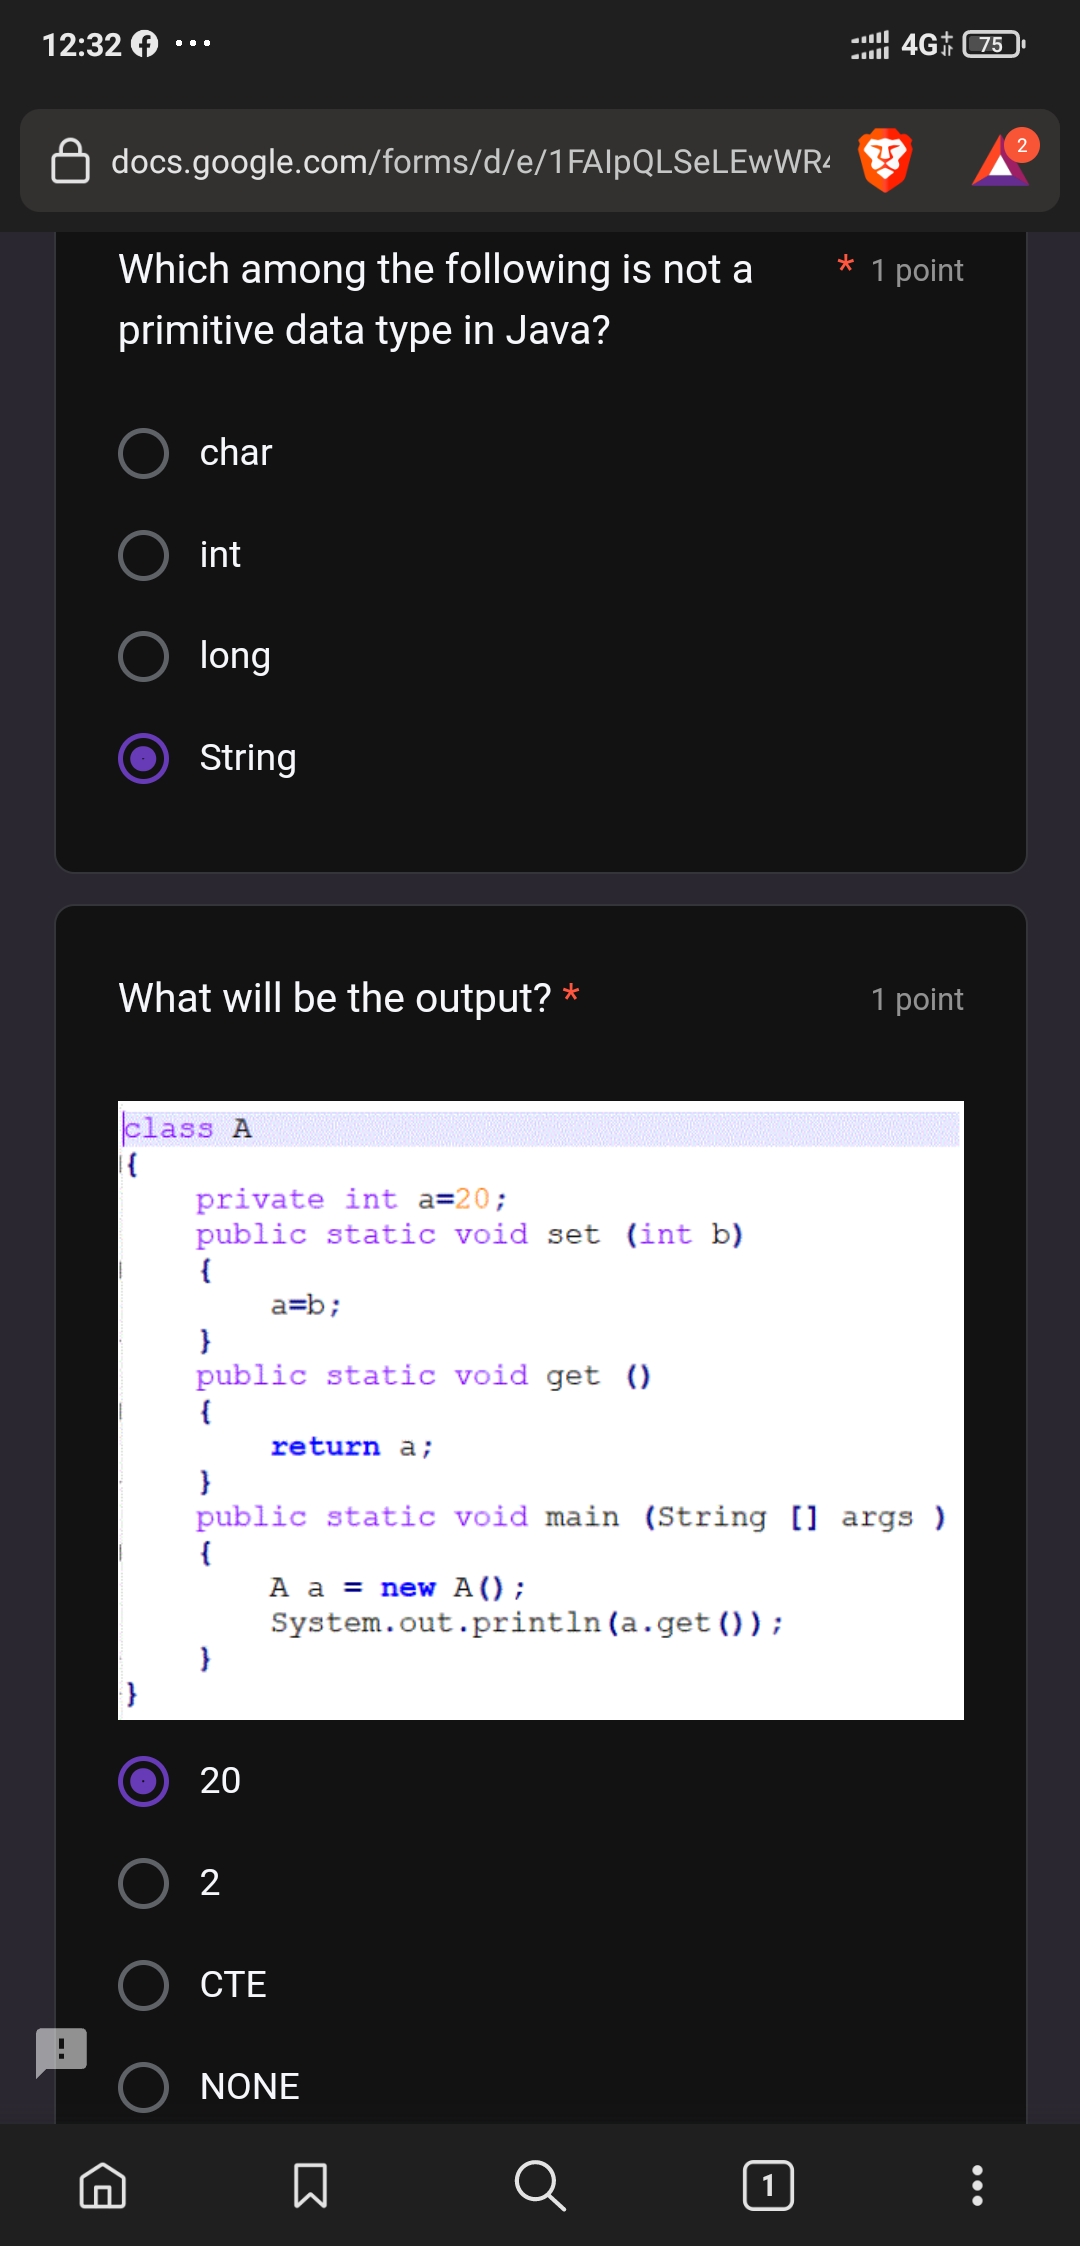 12:32
4G 75
docs.google.com/forms/d/e/1FAIpQLSeLEwWR
2
Which among the following is not a * 1 point
primitive data type in Java?
char
int
long
String
What will be the output? * 1 point
class A
{
private int a=20;
public static void set (int b)
{
a=b;
}
public static void get ()
{
return a;
}
public static void main (String [] args )
{
A a = new A();
System.out.println(a.get());
}
}
20
2
CTE
NONE
1